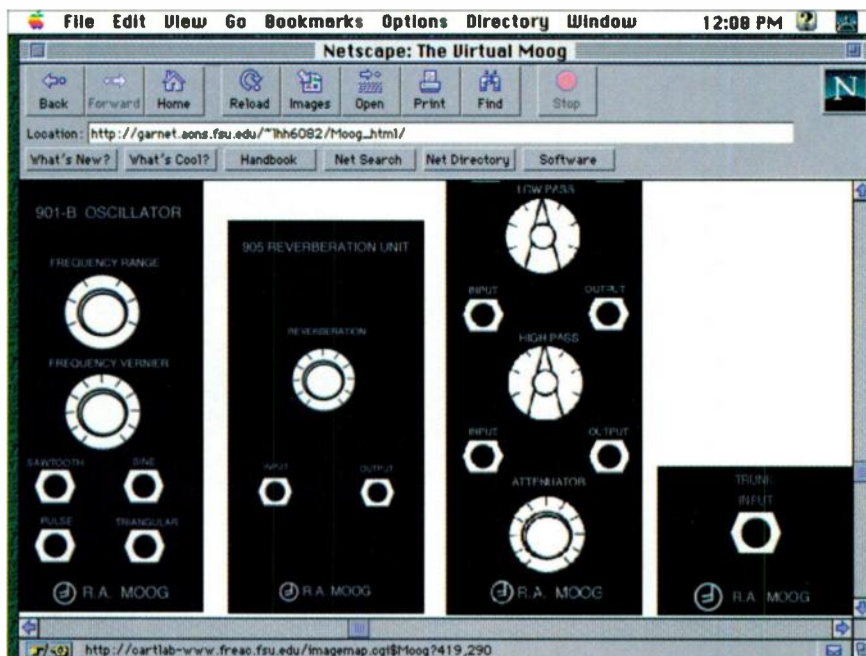 File Edit View Go Bookmarks Options Directory Window 12:08 PM
Netscape: The Virtual Moog
Back Forward Home Reload Images Open Print Find Stop
N
Location: http://garnet.aons.fsu.edu/~lhh6082/Moog_html/
What's New? What's Cool? Handbook Net Search Net Directory Software
901-B OSCILLATOR
FREQUENCY RANGE
FREQUENCY VERNIER
SAWTOOTH SINE
PULSE TRIANGULAR
R.A. MOOG
905 REVERBERATION UNIT
REVERBERATION
INPUT OUTPUT
R.A. MOOG
LOW PASS
INPUT OUTPUT
HIGH PASS
INPUT OUTPUT
ATTENUATOR
R.A. MOOG
TRUNK
INPUT
R.A. MOOG
http://cartlab-www.freac.fsu.edu/imagemap.cgi$Moog?419,290